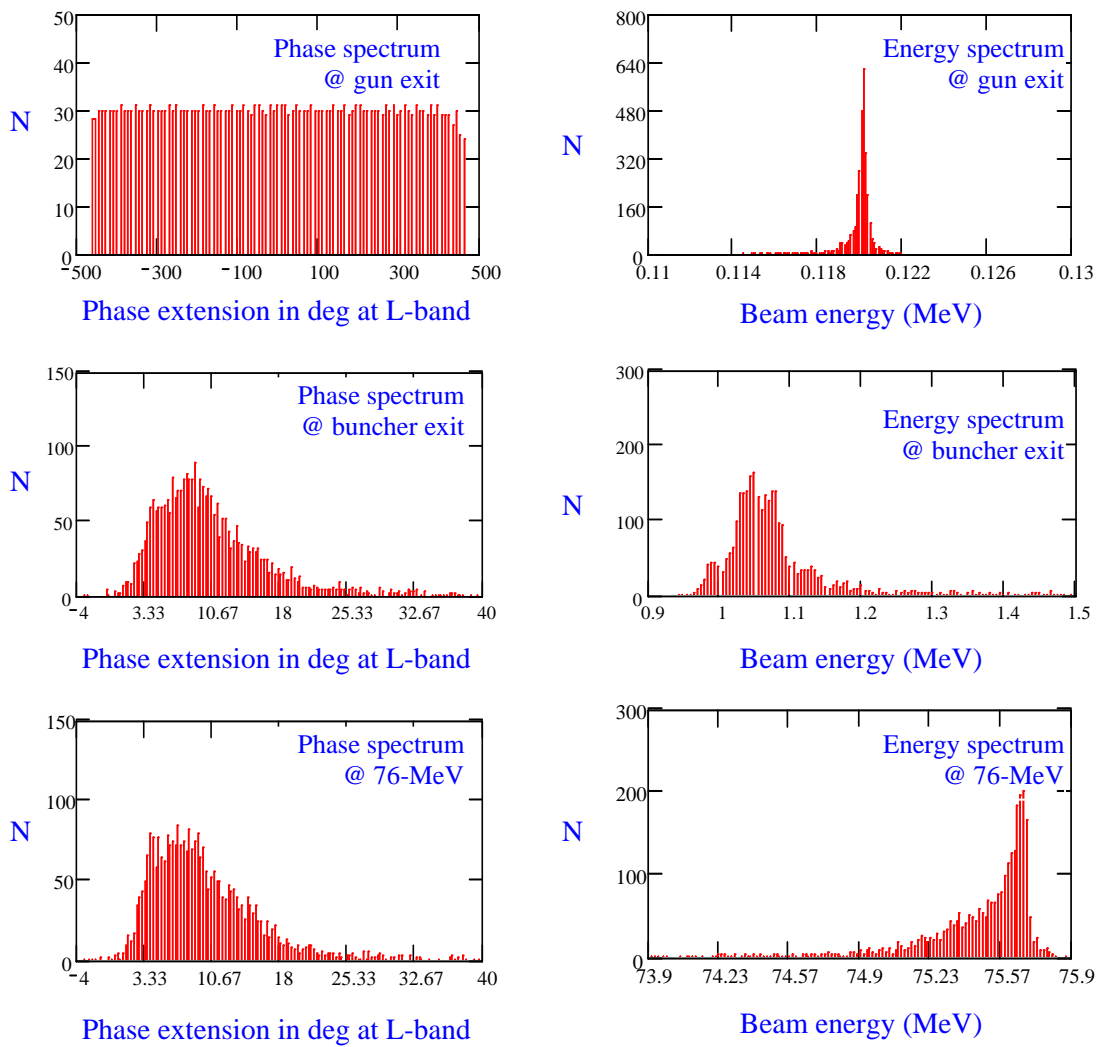 50
40
30
20
10
0
N
Phase spectrum
@ gun exit
-500 -300 -100 100 300 500
Phase extension in deg at L-band
800
640
480
320
160
0
N
Energy spectrum
@ gun exit
0.11 0.114 0.118 0.122 0.126 0.13
Beam energy (MeV)
150
100
50
0
N
Phase spectrum
@ buncher exit
-4 3.33 10.67 18 25.33 32.67 40
Phase extension in deg at L-band
300
200
100
0
N
Energy spectrum
@ buncher exit
0.9 1 1.1 1.2 1.3 1.4 1.5
Beam energy (MeV)
150
100
50
0
N
Phase spectrum
@ 76-MeV
-4 3.33 10.67 18 25.33 32.67 40
Phase extension in deg at L-band
300
200
100
0
N
Energy spectrum
@ 76-MeV
73.9 74.23 74.57 74.9 75.23 75.57 75.9
Beam energy (MeV)